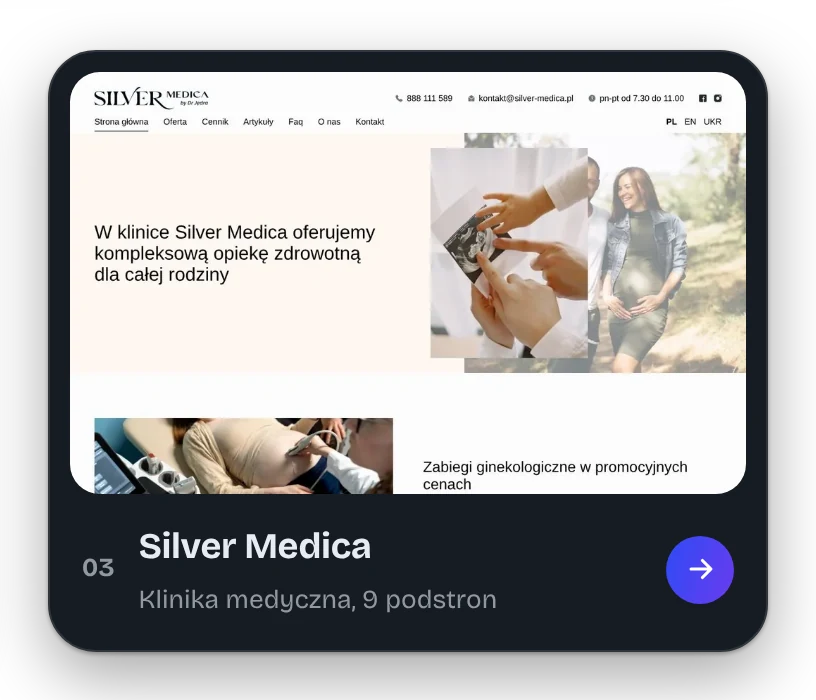 SILVER MEDICA
by Dr Jędre
888 111 589 kontakt@silver-medica.pl pn-pt od 7.30 do 11.00
Strona główna Oferta Cennik Artykuły Faq O nas Kontakt PL EN UKR
W klinice Silver Medica oferujemy
kompleksową opiekę zdrowotną
dla całej rodziny
Zabiegi ginekologiczne w promocyjnych
cenach
03
Silver Medica
Klinika medyczna, 9 podstron